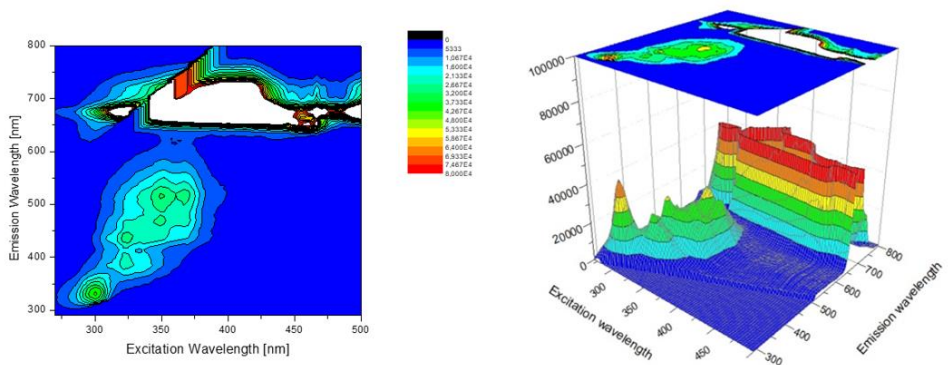 800
700
600
500
400
300
300
350
400
450
500
Emission Wavelength [nm]
Excitation Wavelength [nm]
0
5333
1,067E4
1,600E4
2,133E4
2,667E4
3,200E4
3,733E4
4,267E4
4,800E4
5,333E4
5,867E4
6,400E4
6,933E4
7,467E4
8,000E4
100000
80000
60000
40000
20000
0
300
350
400
450
Excitation wavelength
300
400
500
600
700
800
Emission wavelength